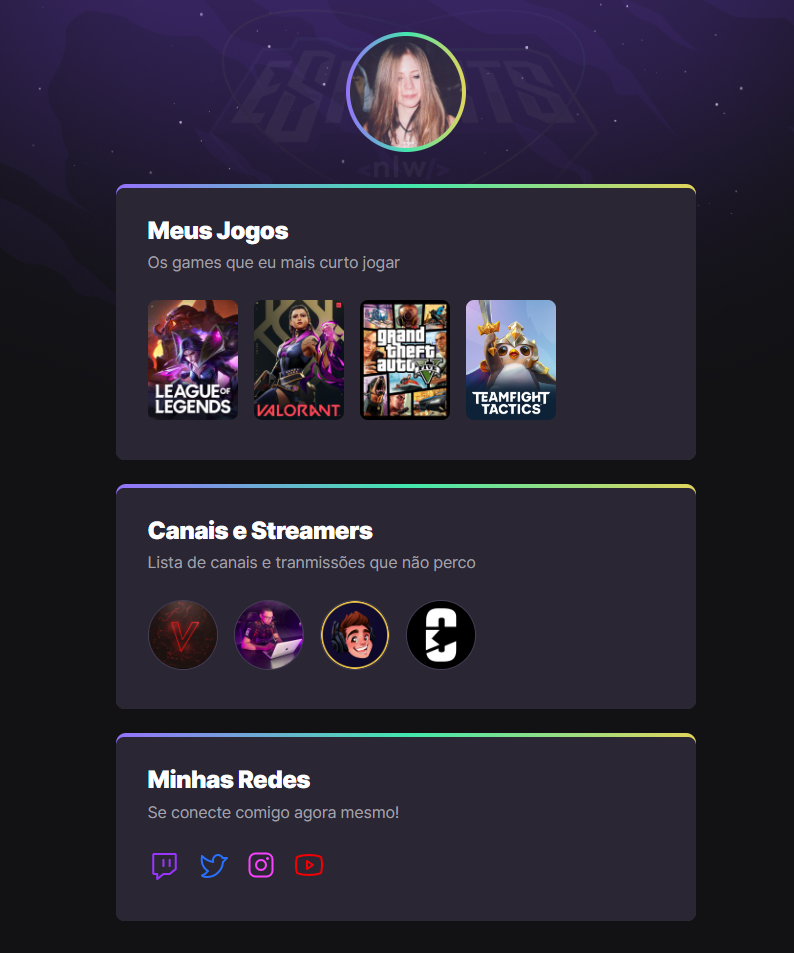 ESPORTS
<nlw/>
Meus Jogos
Os games que eu mais curto jogar
LEAGUE OF
LEGENDS
VALORANT
grand
theft
auto V
FIVE
TEAMFIGHT
TACTICS
Canais e Streamers
Lista de canais e tranmissões que não perco
V
Minhas Redes
Se conecte comigo agora mesmo!